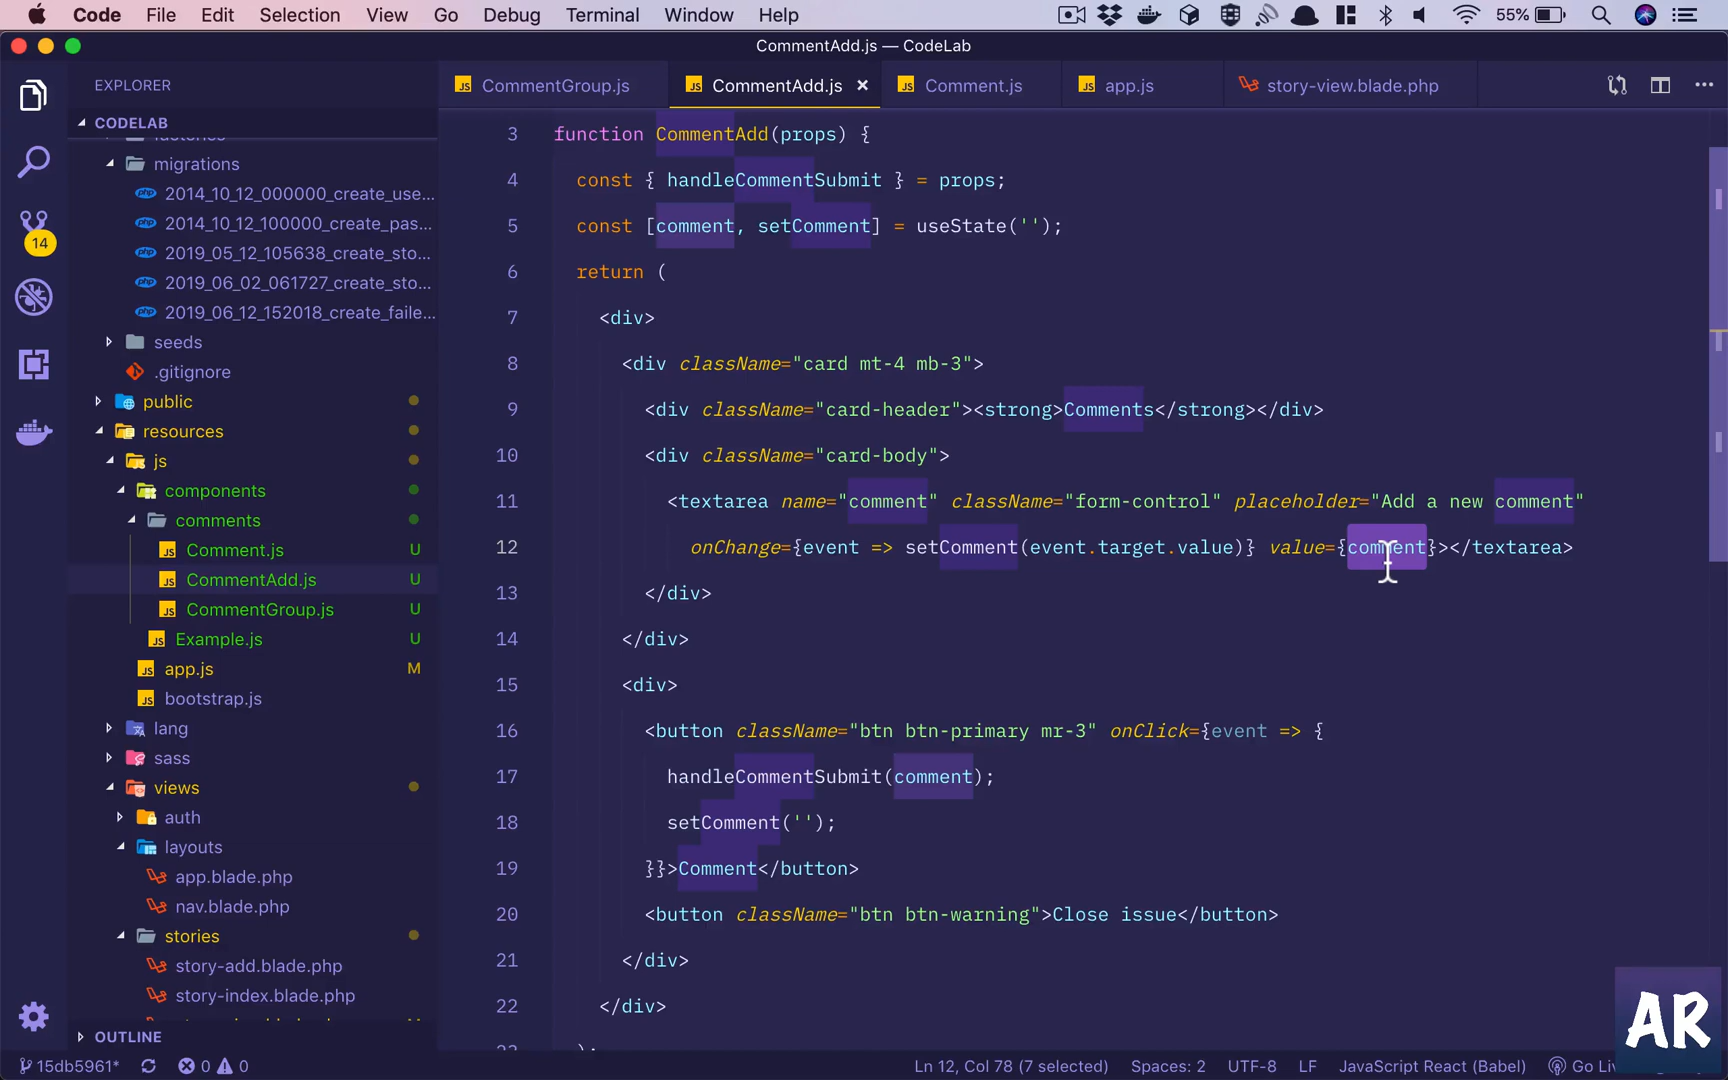 Code File Edit Selection View Go Debug Terminal Window Help 55%
CommentAdd.js — CodeLab
EXPLORER
CODELAB
migrations
2014_10_12_000000_create_use...
2014_10_12_100000_create_pas...
2019_05_12_105638_create_sto...
2019_06_02_061727_create_sto...
2019_06_12_152018_create_faile...
seeds
.gitignore
public
resources
js
components
comments
Comment.js U
CommentAdd.js U
CommentGroup.js U
Example.js U
app.js M
bootstrap.js
lang
sass
views
auth
layouts
app.blade.php
nav.blade.php
stories
story-add.blade.php
story-index.blade.php
OUTLINE
14
CommentGroup.js CommentAdd.js Comment.js app.js story-view.blade.php
3 function CommentAdd(props) {
4 const { handleCommentSubmit } = props;
5 const [comment, setComment] = useState('');
6 return (
7 <div>
8 <div className="card mt-4 mb-3">
9 <div className="card-header"><strong>Comments</strong></div>
10 <div className="card-body">
11 <textarea name="comment" className="form-control" placeholder="Add a new comment"
12 onChange={event => setComment(event.target.value)} value={comment}></textarea>
13 </div>
14 </div>
15 <div>
16 <button className="btn btn-primary mr-3" onClick={event => {
17 handleCommentSubmit(comment);
18 setComment('');
19 }}>Comment</button>
20 <button className="btn btn-warning">Close issue</button>
21 </div>
22 </div>
);
AR
15db5961* 0 0 Ln 12, Col 78 (7 selected) Spaces: 2 UTF-8 LF JavaScript React (Babel) Go